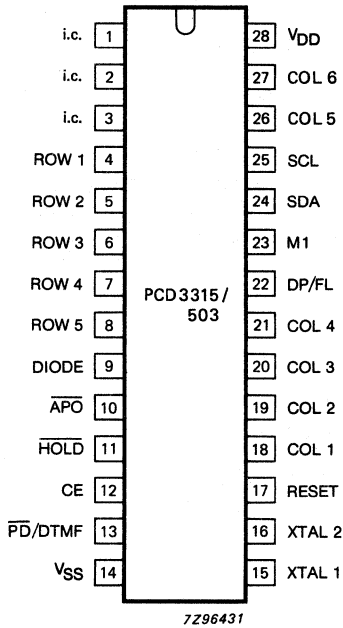 i.c. 1 28 VDD
i.c. 2 27 COL 6
i.c. 3 26 COL 5
ROW 1 4 25 SCL
ROW 2 5 24 SDA
ROW 3 6 23 M1
ROW 4 7 22 DP/FL
PCD3315/
503
ROW 5 8 21 COL 4
DIODE 9 20 COL 3
A̅P̅O̅ 10 19 COL 2
H̅O̅L̅D̅ 11 18 COL 1
CE 12 17 RESET
P̅D̅/DTMF 13 16 XTAL 2
VSS 14 15 XTAL 1
7Z96431